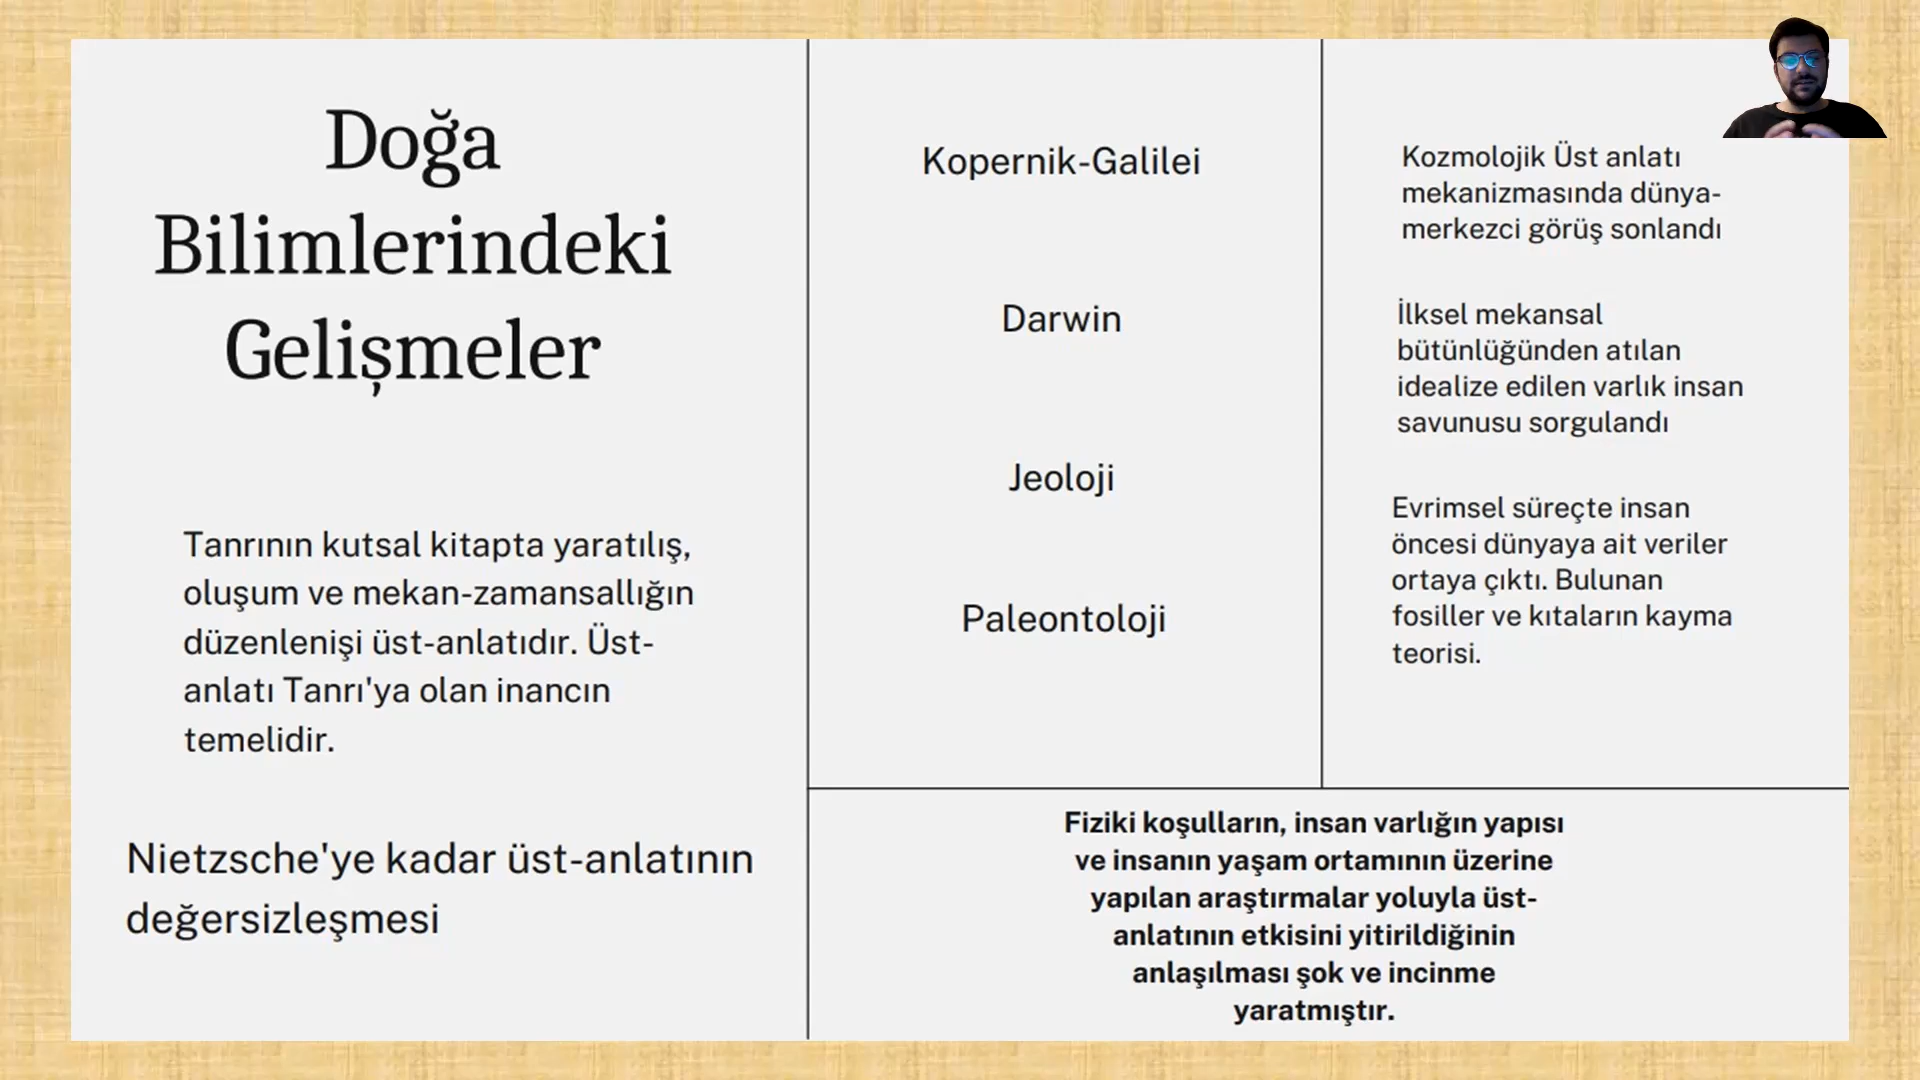 Doğa
Bilimlerindeki
Gelişmeler
Tanrının kutsal kitapta yaratılış,
oluşum ve mekan-zamansallığın
düzenlenişi üst-anlatıdır. Üst-
anlatı Tanrı'ya olan inancın
temelidir.
Nietzsche'ye kadar üst-anlatının
değersizleşmesi
Kopernik-Galilei
Darwin
Jeoloji
Paleontoloji
Kozmolojik Üst anlatı
mekanizmasında dünya-
merkezci görüş sonlandı
İlksel mekansal
bütünlüğünden atılan
idealize edilen varlık insan
savunusu sorgulandı
Evrimsel süreçte insan
öncesi dünyaya ait veriler
ortaya çıktı. Bulunan
fosiller ve kıtaların kayma
teorisi.
Fiziki koşulların, insan varlığın yapısı
ve insanın yaşam ortamının üzerine
yapılan araştırmalar yoluyla üst-
anlatının etkisini yitirildiğinin
anlaşılması şok ve incinme
yaratmıştır.